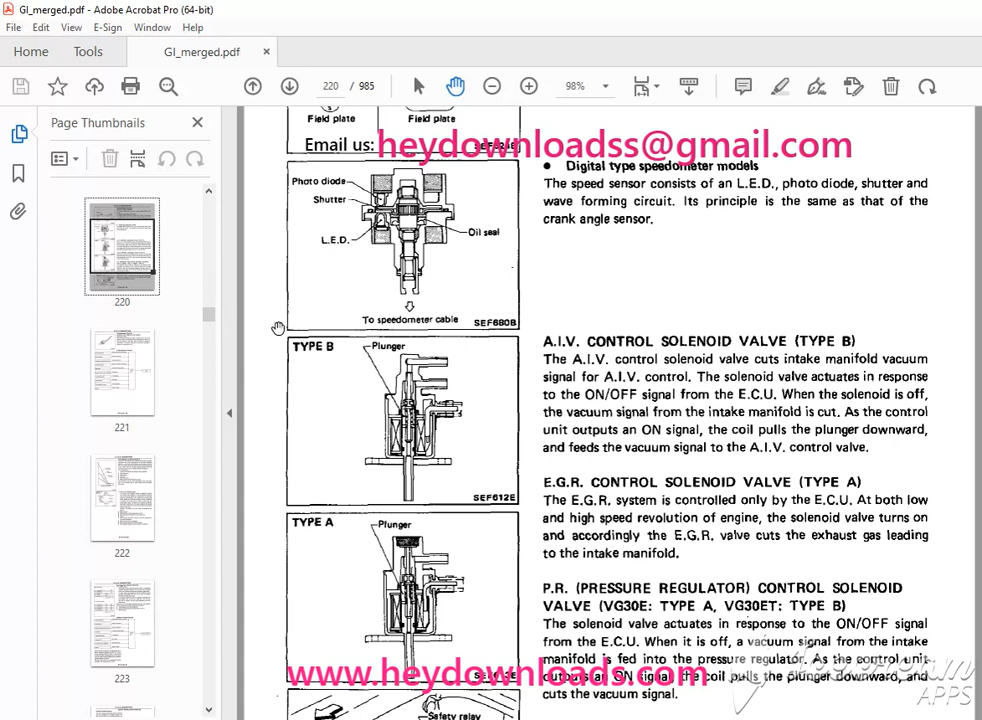 GI_merged.pdf - Adobe Acrobat Pro (64-bit)
File Edit View E-Sign Window Help
Home Tools GI_merged.pdf ×
220 / 985 98%
Page Thumbnails
220
221
222
223
Field plate Field plate
Email us: heydownloadss@gmail.com
Photo diode
Shutter
L.E.D.
Oil seal
To speedometer cable
SEF680B
• Digital type speedometer models
The speed sensor consists of an L.E.D., photo diode, shutter and
wave forming circuit. Its principle is the same as that of the
crank angle sensor.
TYPE B
Plunger
SEF612E
A.I.V. CONTROL SOLENOID VALVE (TYPE B)
The A.I.V. control solenoid valve cuts intake manifold vacuum
signal for A.I.V. control. The solenoid valve actuates in response
to the ON/OFF signal from the E.C.U. When the solenoid is off,
the vacuum signal from the intake manifold is cut. As the control
unit outputs an ON signal, the coil pulls the plunger downward,
and feeds the vacuum signal to the A.I.V. control valve.
E.G.R. CONTROL SOLENOID VALVE (TYPE A)
The E.G.R. system is controlled only by the E.C.U. At both low
and high speed revolution of engine, the solenoid valve turns on
and accordingly the E.G.R. valve cuts the exhaust gas leading
to the intake manifold.
TYPE A
Plunger
P.R. (PRESSURE REGULATOR) CONTROL SOLENOID
VALVE (VG30E: TYPE A, VG30ET: TYPE B)
The solenoid valve actuates in response to the ON/OFF signal
from the E.C.U. When it is off, a vacuum signal from the intake
manifold is fed into the pressure regulator. As the control unit
outputs an ON signal, the coil pulls the plunger downward, and
cuts the vacuum signal.
www.heydownloads.com
Safety relay
APPS